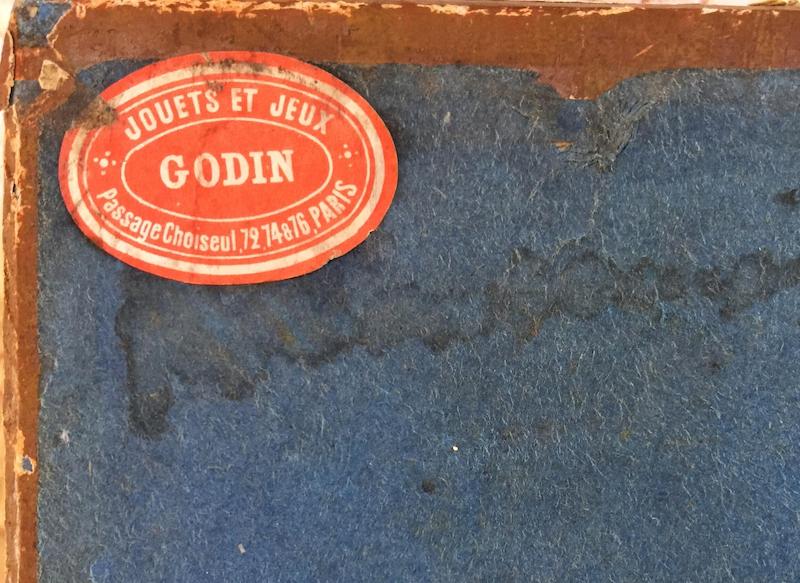 JOUETS ET JEUX
GODIN
Passage Choiseul, 72 74&76, PARIS